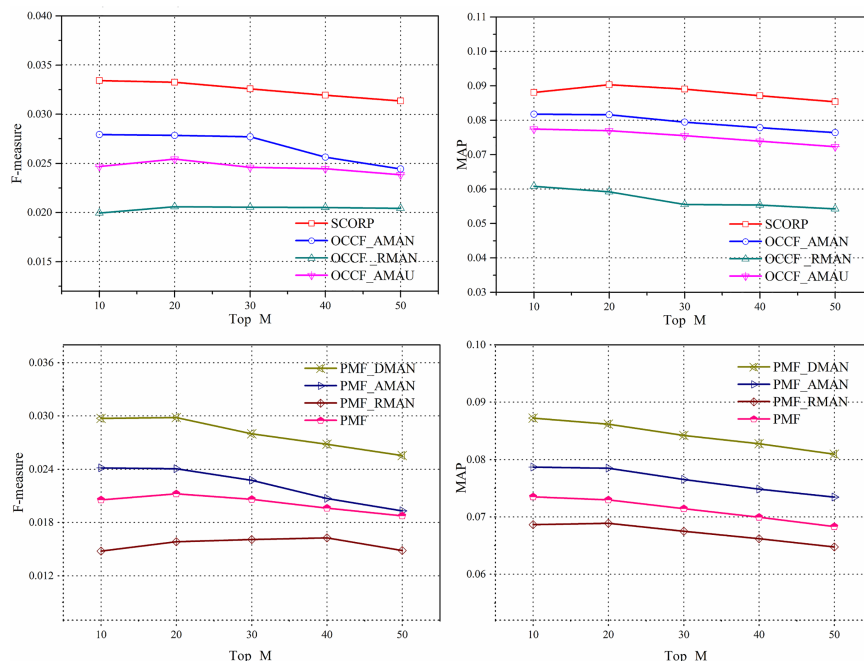 0.040
0.035
0.030
0.025
0.020
0.015
F-measure
SCORP
OCCF_AMAN
OCCF_RMAN
OCCF_AMAU
10 20 30 40 50
Top M
0.11
0.10
0.09
0.08
0.07
0.06
0.05
0.04
0.03
MAP
SCORP
OCCF_AMAN
OCCF_RMAN
OCCF_AMAU
10 20 30 40 50
Top M
0.036
0.030
0.024
0.018
0.012
F-measure
PMF_DMAN
PMF_AMAN
PMF_RMAN
PMF
10 20 30 40 50
Top M
0.10
0.09
0.08
0.07
0.06
MAP
PMF_DMAN
PMF_AMAN
PMF_RMAN
PMF
10 20 30 40 50
Top M